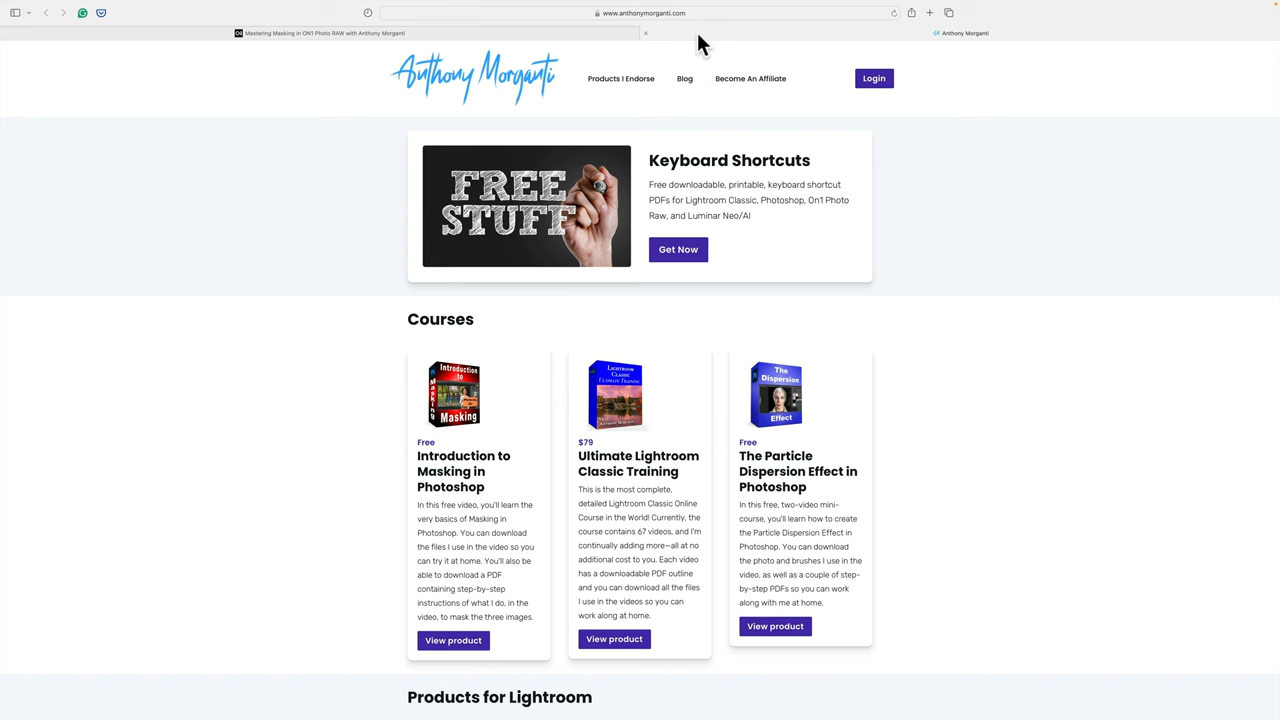 www.anthonymorganti.com
Mastering Masking in ON1 Photo RAW with Anthony Morganti
Anthony Morganti
Anthony Morganti
Products I Endorse
Blog
Become An Affiliate
Login
FREE
STUFF
Keyboard Shortcuts
Free downloadable, printable, keyboard shortcut
PDFs for Lightroom Classic, Photoshop, On1 Photo
Raw, and Luminar Neo/AI
Get Now
Courses
Introduction
to
Masking
Masking
Free
Introduction to
Masking in
Photoshop
In this free video, you'll learn the
very basics of Masking in
Photoshop. You can download
the files I use in the video so you
can try it at home. You'll also be
able to download a PDF
containing step-by-step
instructions of what I do, in the
video, to mask the three images.
View product
Lightroom
Classic
Ultimate Training
Anthony Morganti
$79
Ultimate Lightroom
Classic Training
This is the most complete,
detailed Lightroom Classic Online
Course in the World! Currently, the
course contains 67 videos, and I'm
continually adding more—all at no
additional cost to you. Each video
has a downloadable PDF outline
and you can download all the files
I use in the videos so you can
work along at home.
View product
The
Dispersion
Effect
Free
The Particle
Dispersion Effect in
Photoshop
In this free, two-video mini-
course, you'll learn how to create
the Particle Dispersion Effect in
Photoshop. You can download
the photo and brushes I use in the
video, as well as a couple of step-
by-step PDFs so you can work
along with me at home.
View product
Products for Lightroom